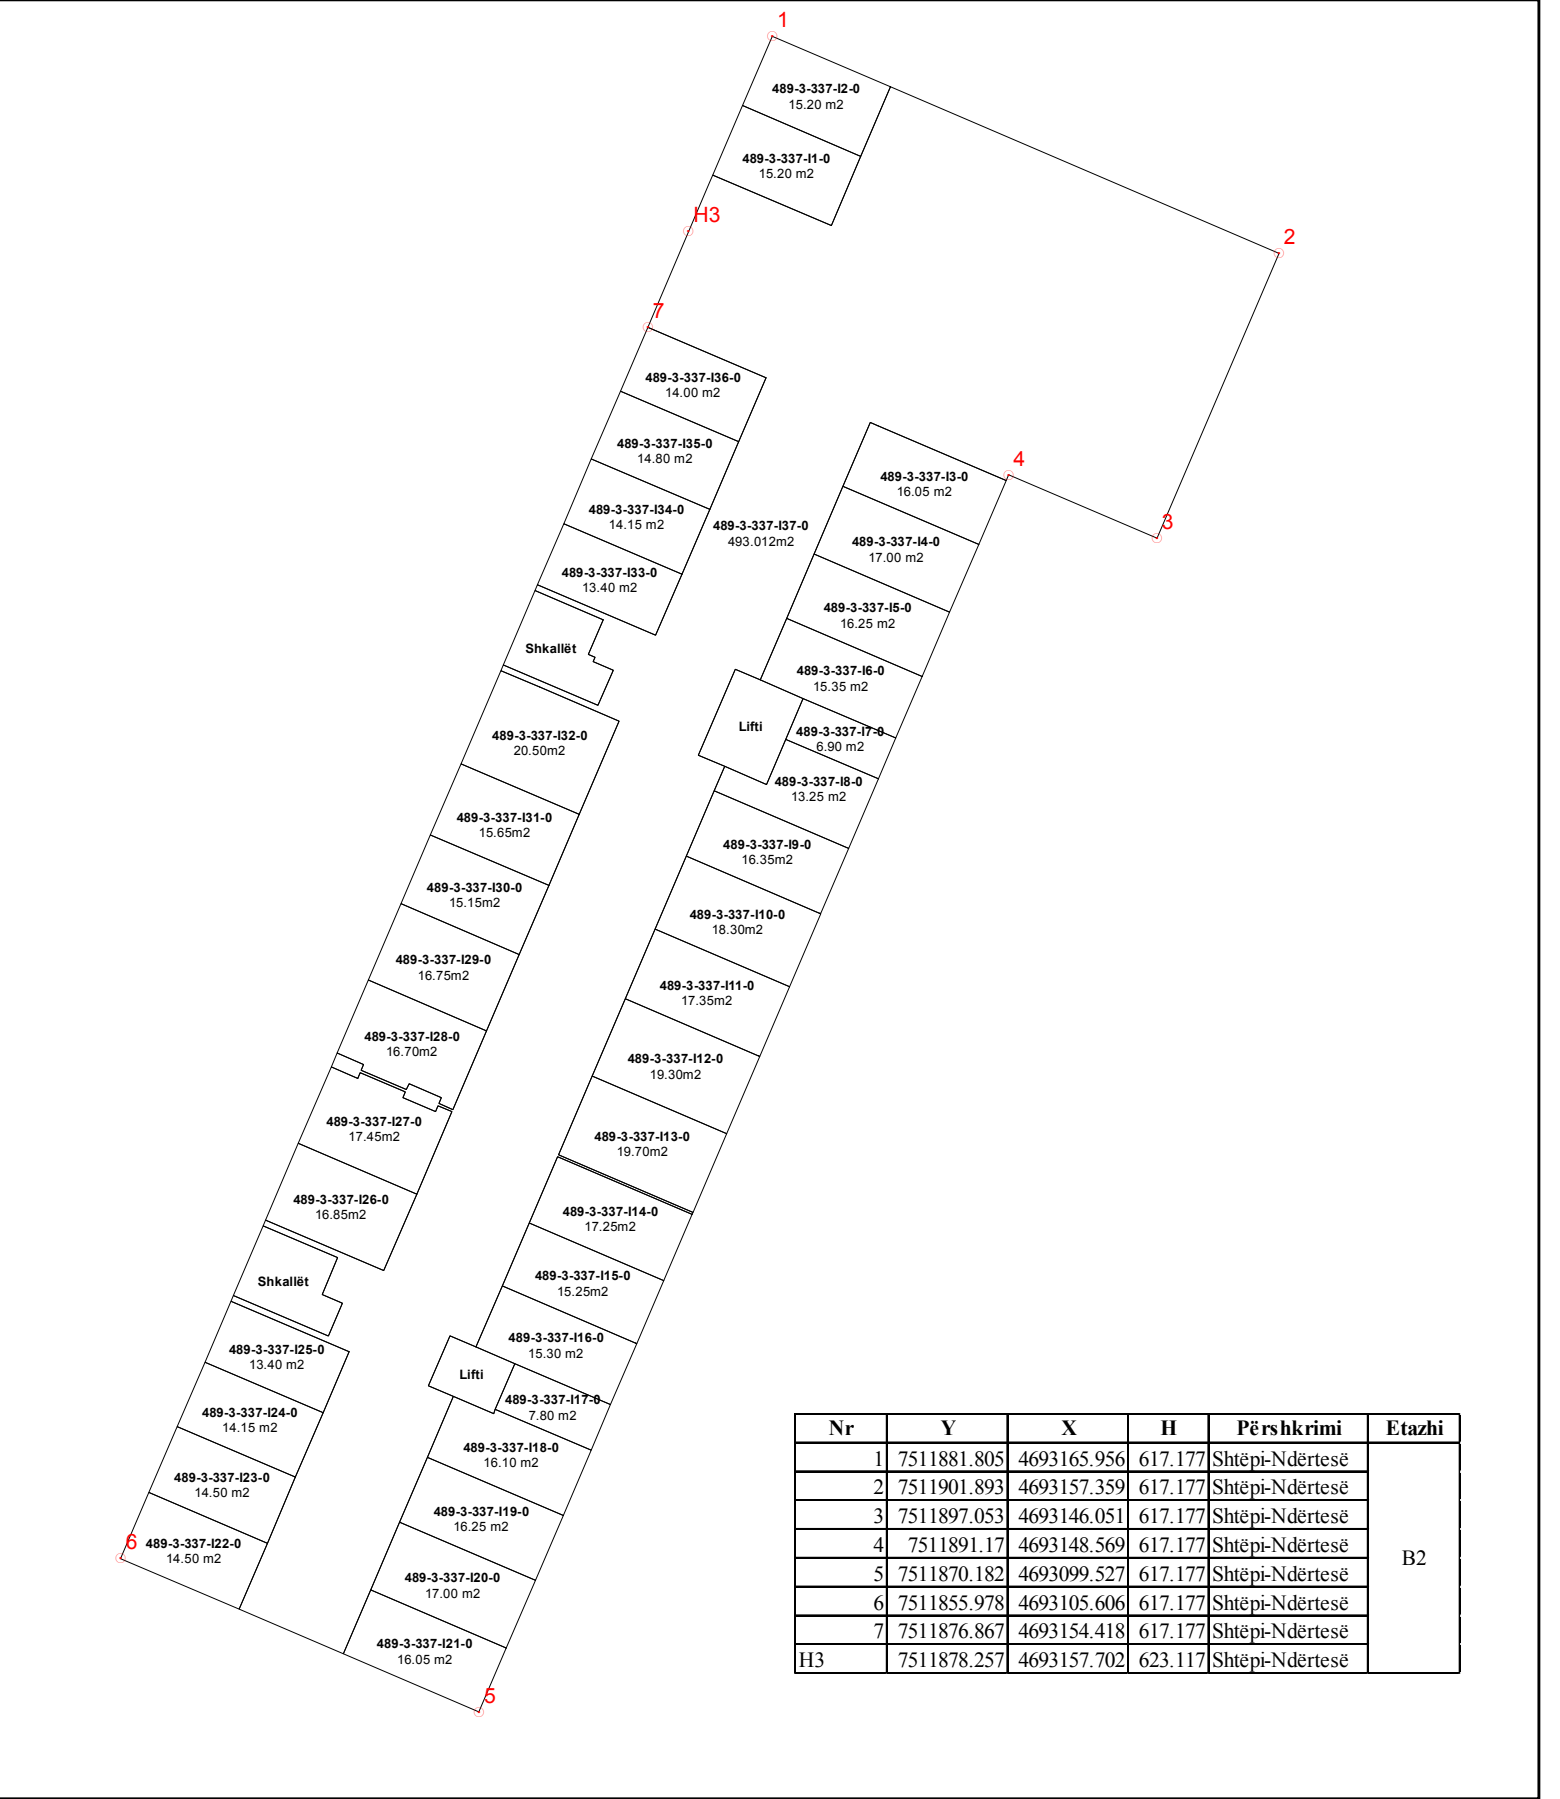 1
489-3-337-I2-0
15.20 m2
489-3-337-I1-0
15.20 m2
H3
2
7
489-3-337-I36-0
14.00 m2
489-3-337-I35-0
14.80 m2
489-3-337-I34-0
14.15 m2
489-3-337-I33-0
13.40 m2
489-3-337-I37-0
493.012m2
4
3
489-3-337-I3-0
16.05 m2
489-3-337-I4-0
17.00 m2
489-3-337-I5-0
16.25 m2
489-3-337-I6-0
15.35 m2
Shkallët
Lifti
489-3-337-I7-0
6.90 m2
489-3-337-I8-0
13.25 m2
489-3-337-I32-0
20.50m2
489-3-337-I31-0
15.65m2
489-3-337-I30-0
15.15m2
489-3-337-I29-0
16.75m2
489-3-337-I28-0
16.70m2
489-3-337-I27-0
17.45m2
489-3-337-I26-0
16.85m2
489-3-337-I9-0
16.35m2
489-3-337-I10-0
18.30m2
489-3-337-I11-0
17.35m2
489-3-337-I12-0
19.30m2
489-3-337-I13-0
19.70m2
489-3-337-I14-0
17.25m2
489-3-337-I15-0
15.25m2
489-3-337-I16-0
15.30 m2
Shkallët
Lifti
489-3-337-I17-0
7.80 m2
489-3-337-I25-0
13.40 m2
489-3-337-I24-0
14.15 m2
489-3-337-I23-0
14.50 m2
6
489-3-337-I22-0
14.50 m2
489-3-337-I18-0
16.10 m2
489-3-337-I19-0
16.25 m2
489-3-337-I20-0
17.00 m2
489-3-337-I21-0
16.05 m2
5
Nr Y X H Përshkrimi Etazhi
1 7511881.805 4693165.956 617.177 Shtëpi-Ndërtesë
2 7511901.893 4693157.359 617.177 Shtëpi-Ndërtesë
3 7511897.053 4693146.051 617.177 Shtëpi-Ndërtesë
4 7511891.17 4693148.569 617.177 Shtëpi-Ndërtesë
B2
5 7511870.182 4693099.527 617.177 Shtëpi-Ndërtesë
6 7511855.978 4693105.606 617.177 Shtëpi-Ndërtesë
7 7511876.867 4693154.418 617.177 Shtëpi-Ndërtesë
H3 7511878.257 4693157.702 623.117 Shtëpi-Ndërtesë